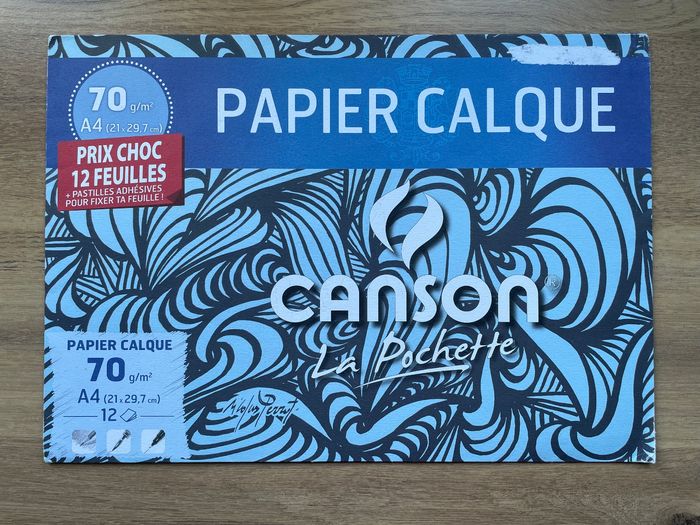 70 g/m²
A4 (21 x 29,7 cm)
PRIX CHOC
12 FEUILLES
+ PASTILLES ADHÉSIVES
POUR FIXER TA FEUILLE !
PAPIER CALQUE
CANSON®
La Pochette
PAPIER CALQUE
70 g/m²
A4 (21 x 29,7 cm)
12